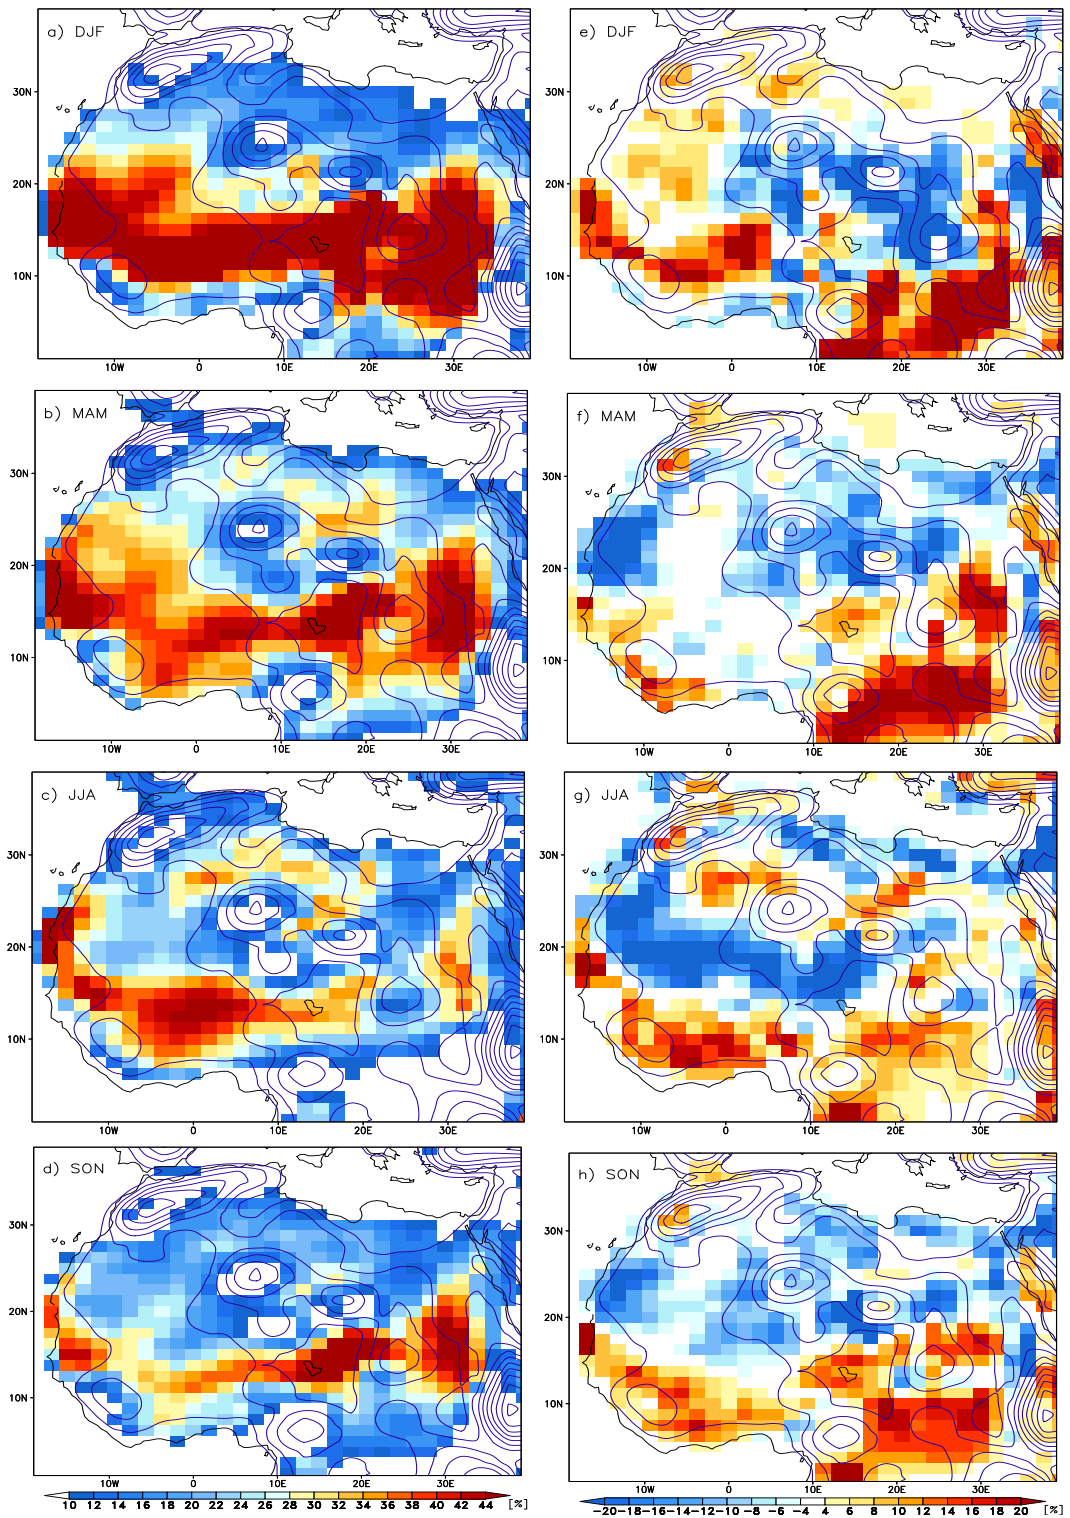 a) DJF
30N
20N
10N
10W 0 10E 20E 30E
e) DJF
30N
20N
10N
10W 0 10E 20E 30E
b) MAM
30N
20N
10N
10W 0 10E 20E 30E
f) MAM
30N
20N
10N
10W 0 10E 20E 30E
c) JJA
30N
20N
10N
10W 0 10E 20E 30E
g) JJA
30N
20N
10N
10W 0 10E 20E 30E
d) SON
30N
20N
10N
10W 0 10E 20E 30E
10 12 14 16 18 20 22 24 26 28 30 32 34 36 38 40 42 44 [%]
h) SON
30N
20N
10N
10W 0 10E 20E 30E
-20 -18 -16 -14 -12 -10 -8 -6 -4 4 6 8 10 12 14 16 18 20 [%]